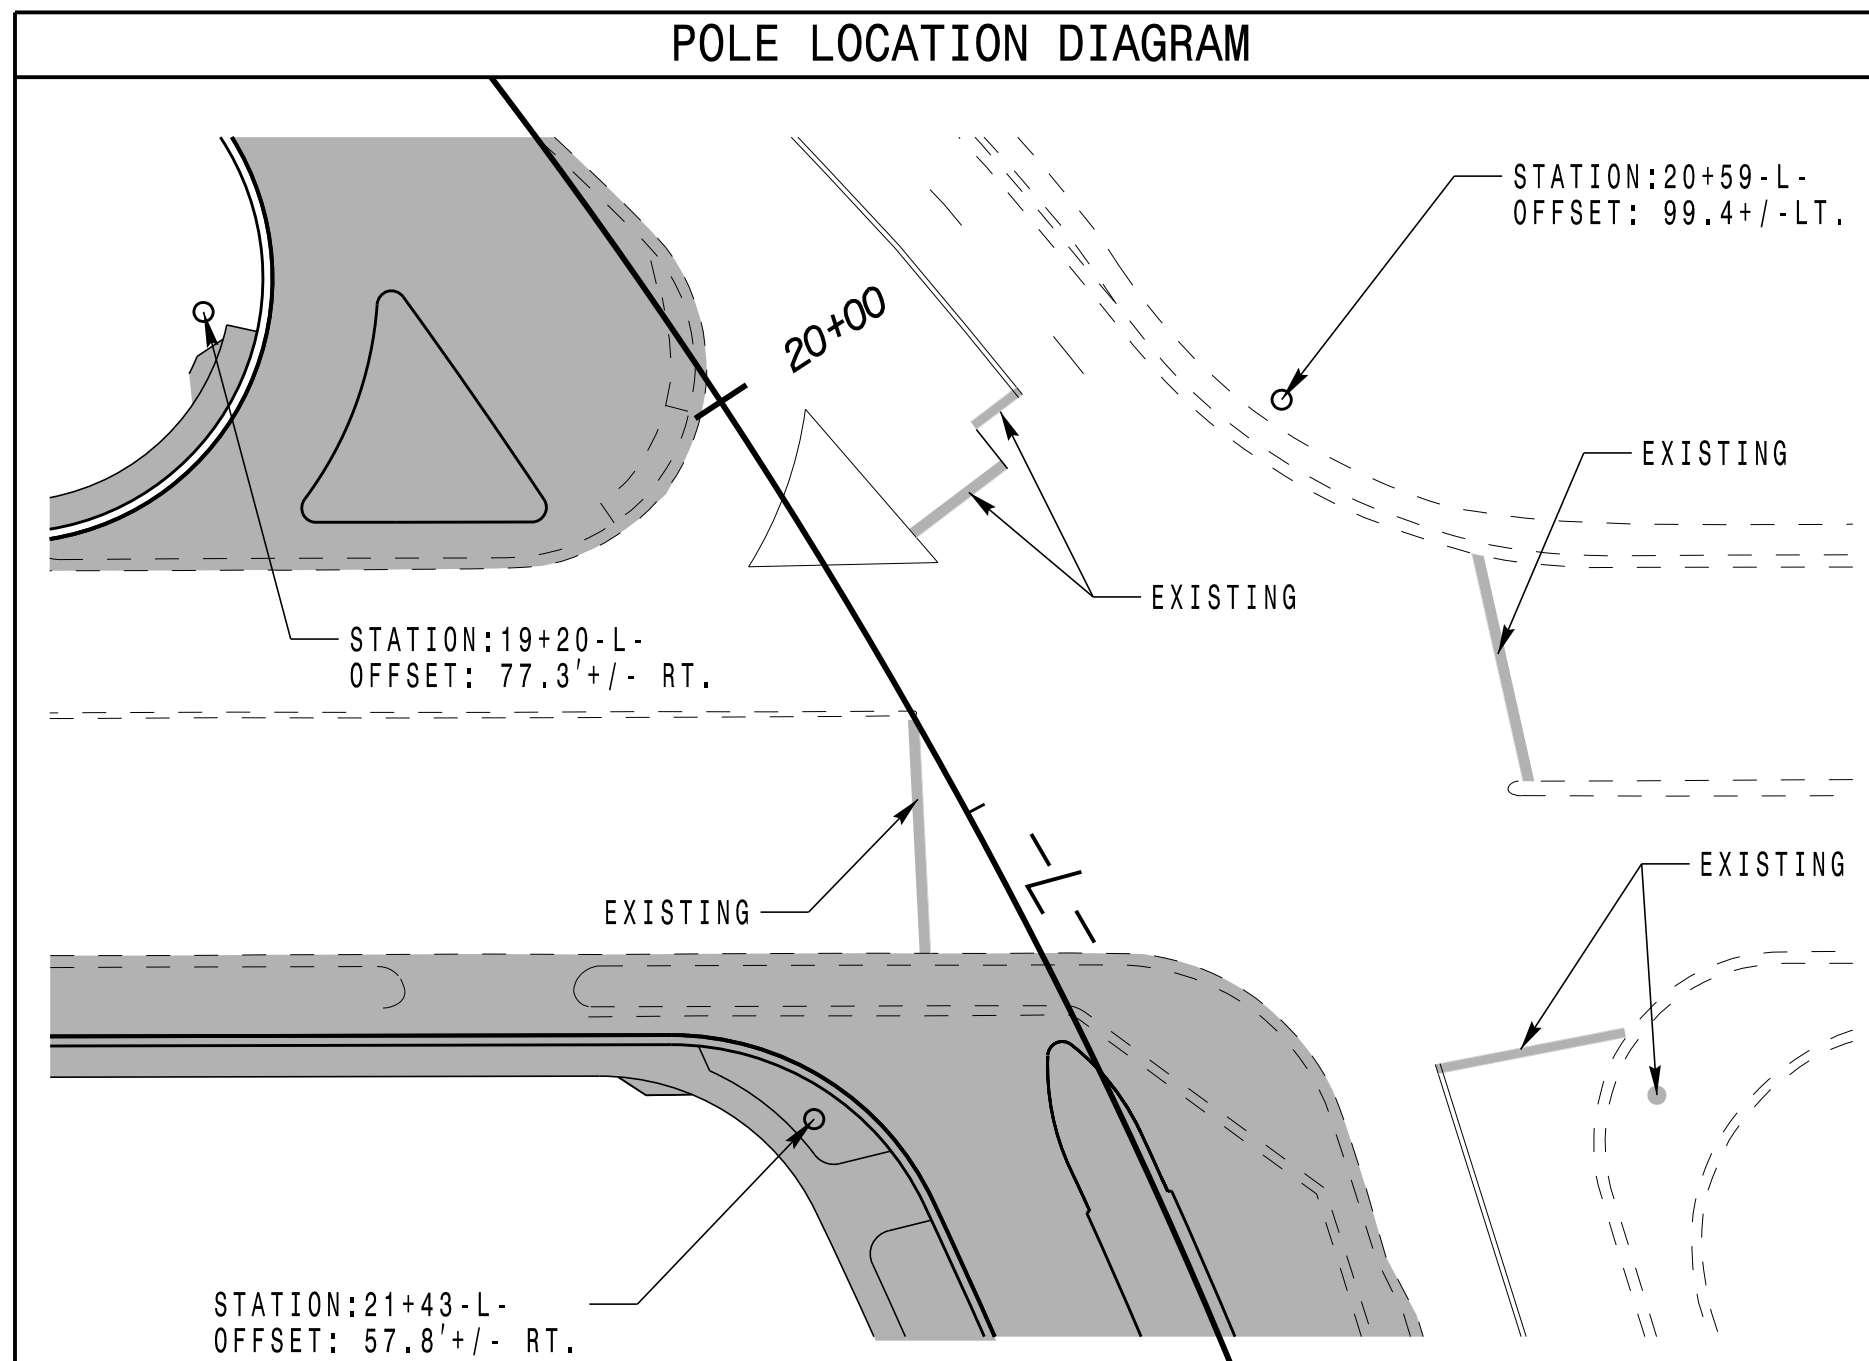 POLE LOCATION DIAGRAM
STATION:20+59-L-
OFFSET: 99.4+/-LT.
20+00
EXISTING
EXISTING
STATION:19+20-L-
OFFSET: 77.3'+/- RT.
EXISTING
EXISTING
-L-
STATION:21+43-L-
OFFSET: 57.8'+/- RT.